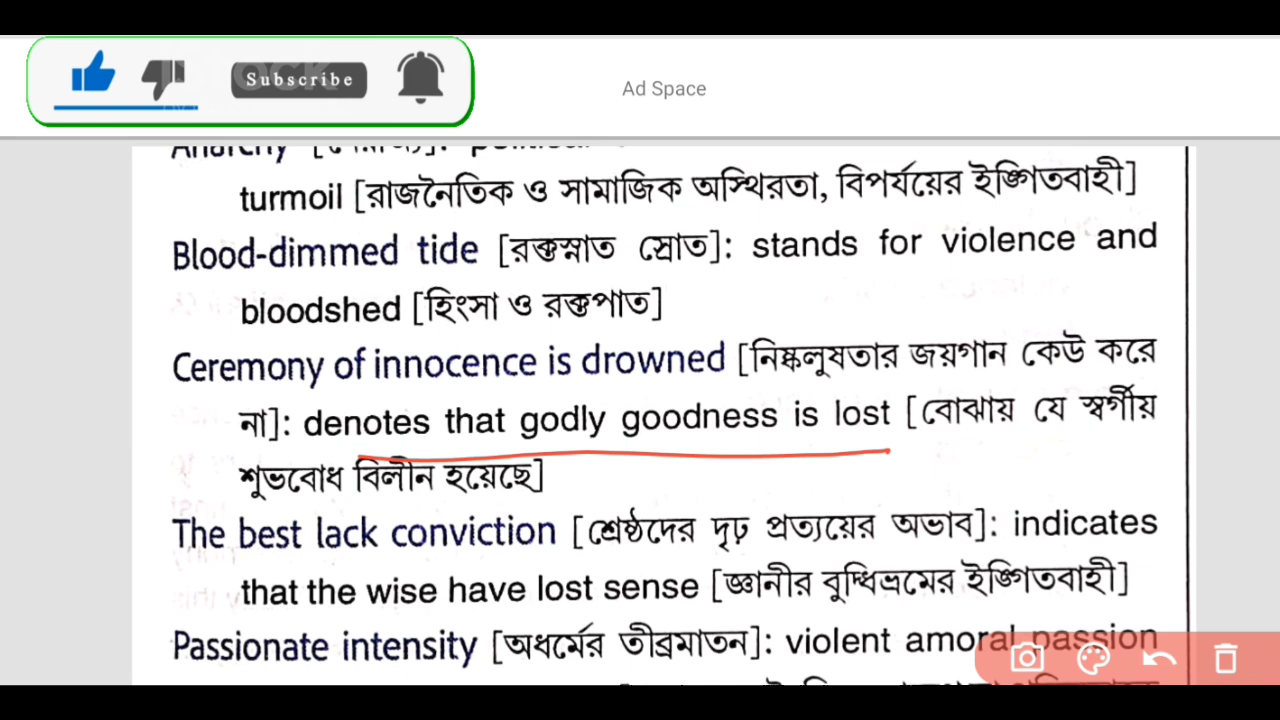 Subscribe
Ad Space
Anarchy
turmoil [রাজনৈতিক ও সামাজিক অস্থিরতা, বিপর্যয়ের ইঙ্গিতবাহী]
Blood-dimmed tide [রক্তস্নাত স্রোত]: stands for violence and
bloodshed [হিংসা ও রক্তপাত]
Ceremony of innocence is drowned [নিষ্কলুষতার জয়গান কেউ করে
না]: denotes that godly goodness is lost [বোঝায় যে স্বর্গীয়
শুভবোধ বিলীন হয়েছে]
The best lack conviction [শ্রেষ্ঠদের দৃঢ় প্রত্যয়ের অভাব]: indicates
that the wise have lost sense [জ্ঞানীর বুদ্ধিভ্রমের ইঙ্গিতবাহী]
Passionate intensity [অধর্মের তীব্রমাতন]: violent amoral passion